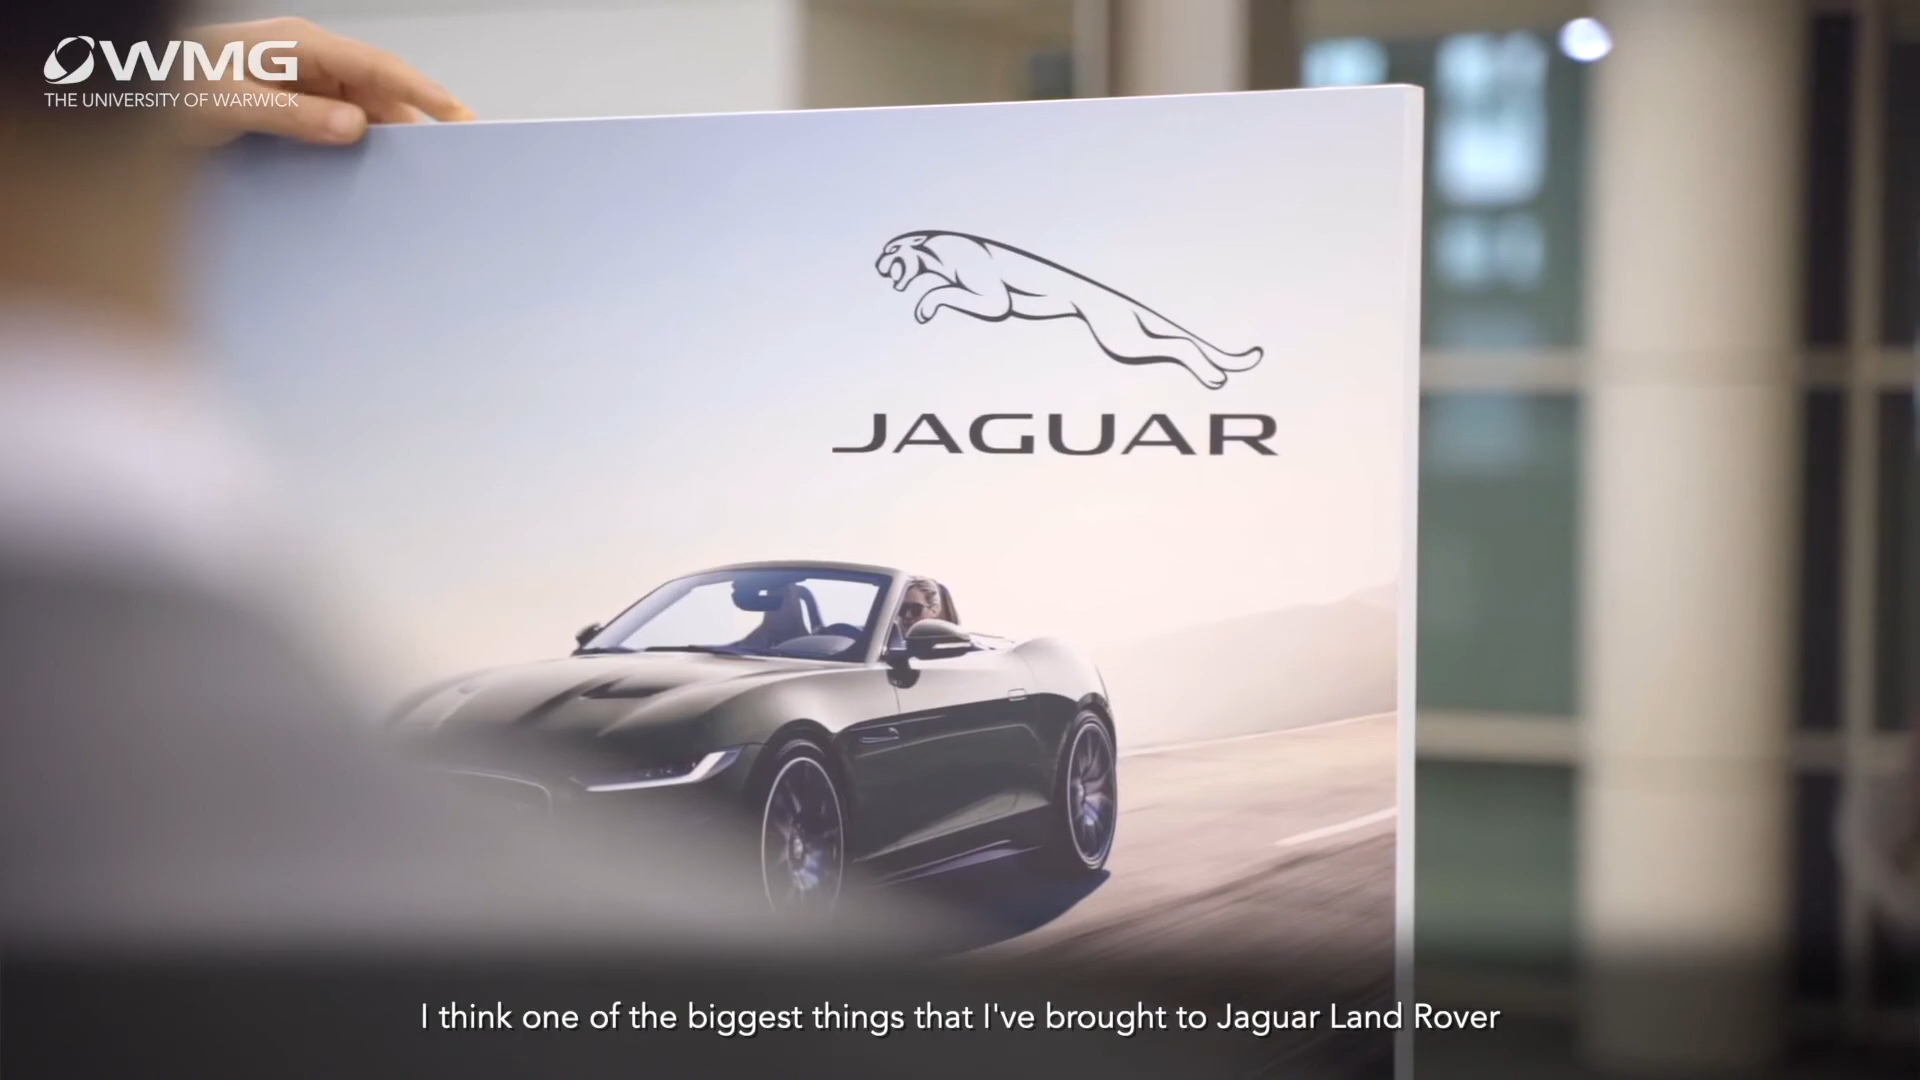 WMG
THE UNIVERSITY OF WARWICK
JAGUAR
I think one of the biggest things that I've brought to Jaguar Land Rover